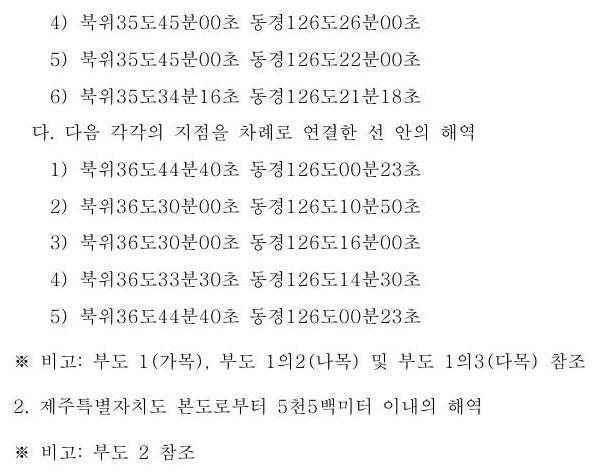 4) 북위35도45분00초 동경126도26분00초
5) 북위35도45분00초 동경126도22분00초
6) 북위35도34분16초 동경126도21분18초
다. 다음 각각의 지점을 차례로 연결한 선 안의 해역
1) 북위36도44분40초 동경126도00분23초
2) 북위36도30분00초 동경126도10분50초
3) 북위36도30분00초 동경126도16분00초
4) 북위36도33분30초 동경126도14분30초
5) 북위36도44분40초 동경126도00분23초
※ 비고: 부도 1(가목), 부도 1의2(나목) 및 부도 1의3(다목) 참조
2. 제주특별자치도 본도로부터 5천5백미터 이내의 해역
※ 비고: 부도 2 참조